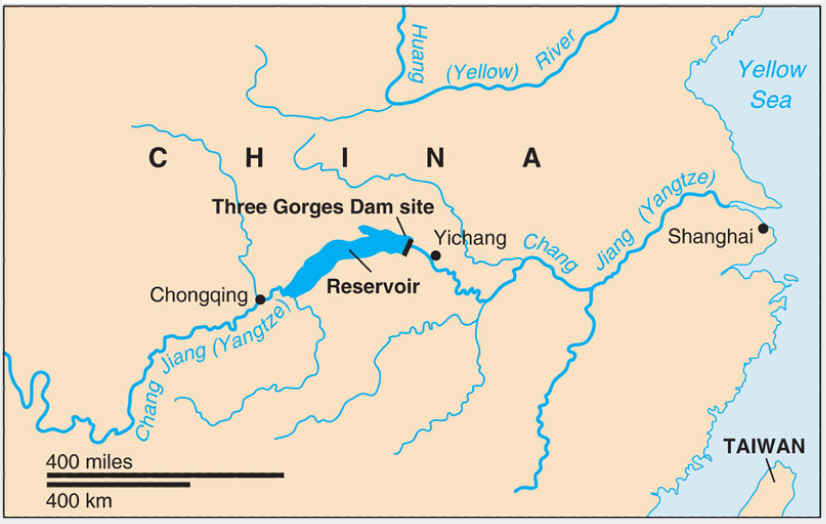 Huang
(Yellow) River
Yellow
Sea
C H I N A
Three Gorges Dam site
Chang Jiang (Yangtze)
Yichang
Shanghai
Reservoir
Chongqing
Chang Jiang (Yangtze)
400 miles
400 km
TAIWAN